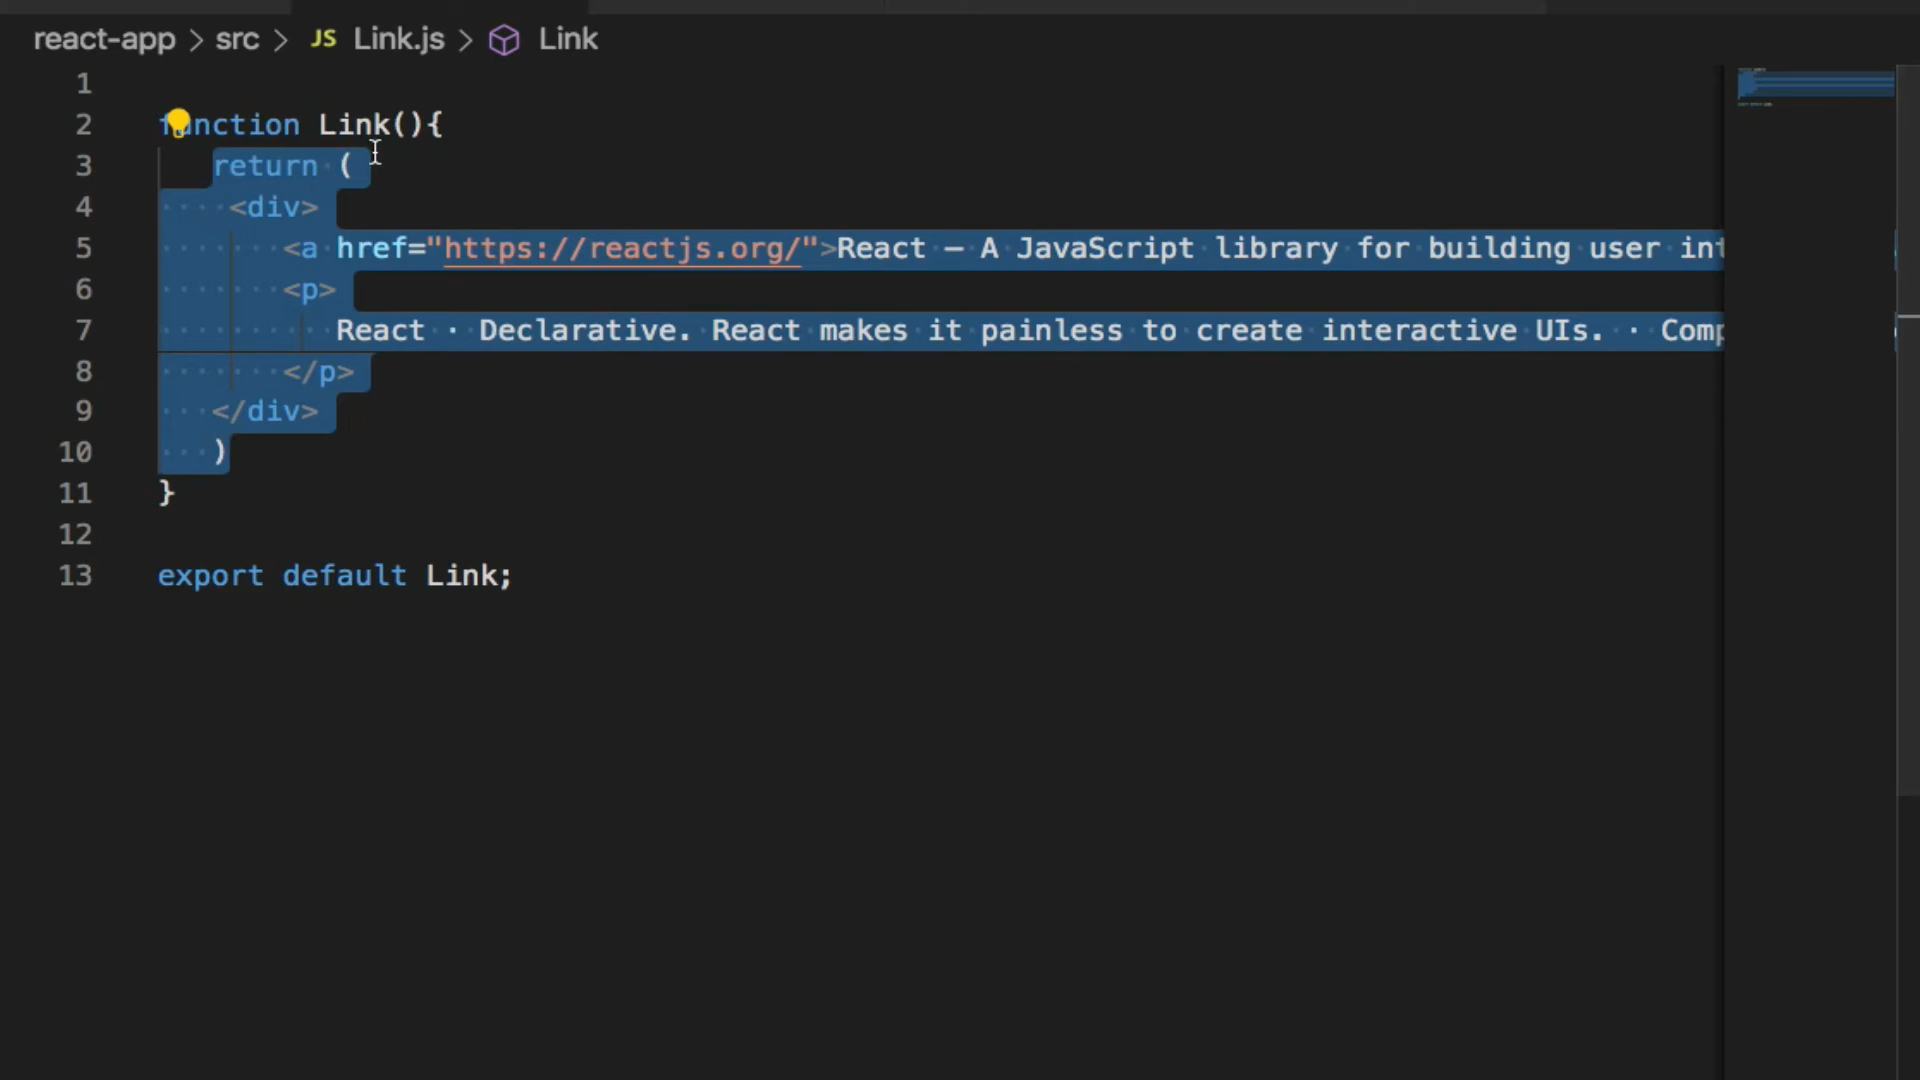 react-app > src > JS Link.js > Link
1
2 function Link(){
3 return (
4 <div>
5 <a href="https://reactjs.org/">React – A JavaScript library for building user int
6 <p>
7 React · Declarative. React makes it painless to create interactive UIs. · Comp
8 </p>
9 </div>
10 )
11 }
12
13 export default Link;